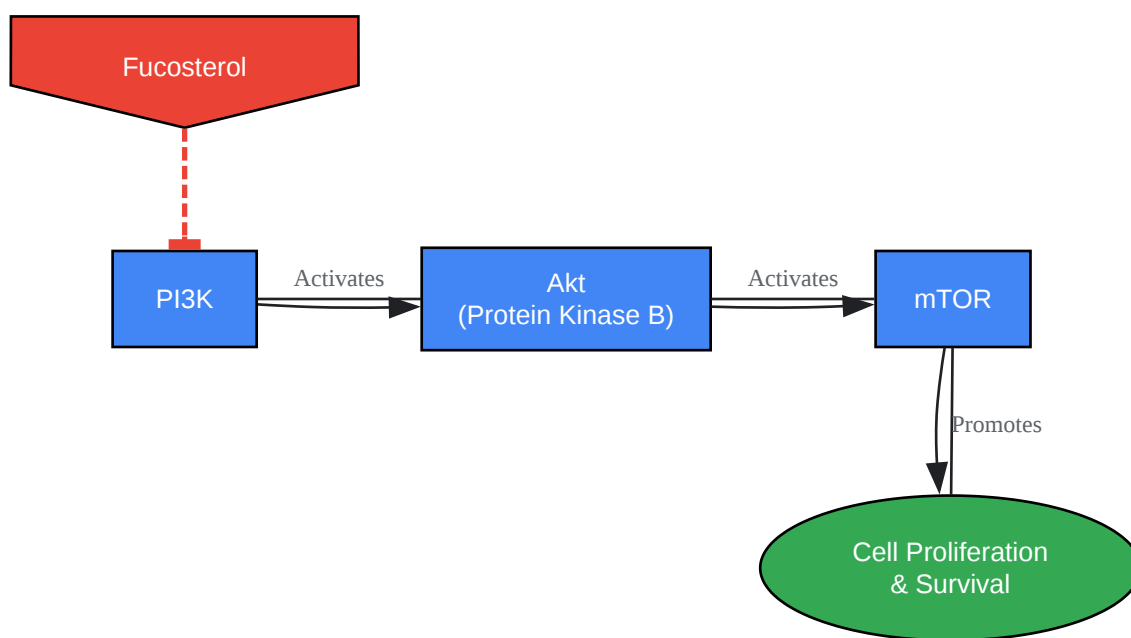 Fucosterol
PI3K
Activates
Akt
(Protein Kinase B)
Activates
mTOR
Promotes
Cell Proliferation
& Survival